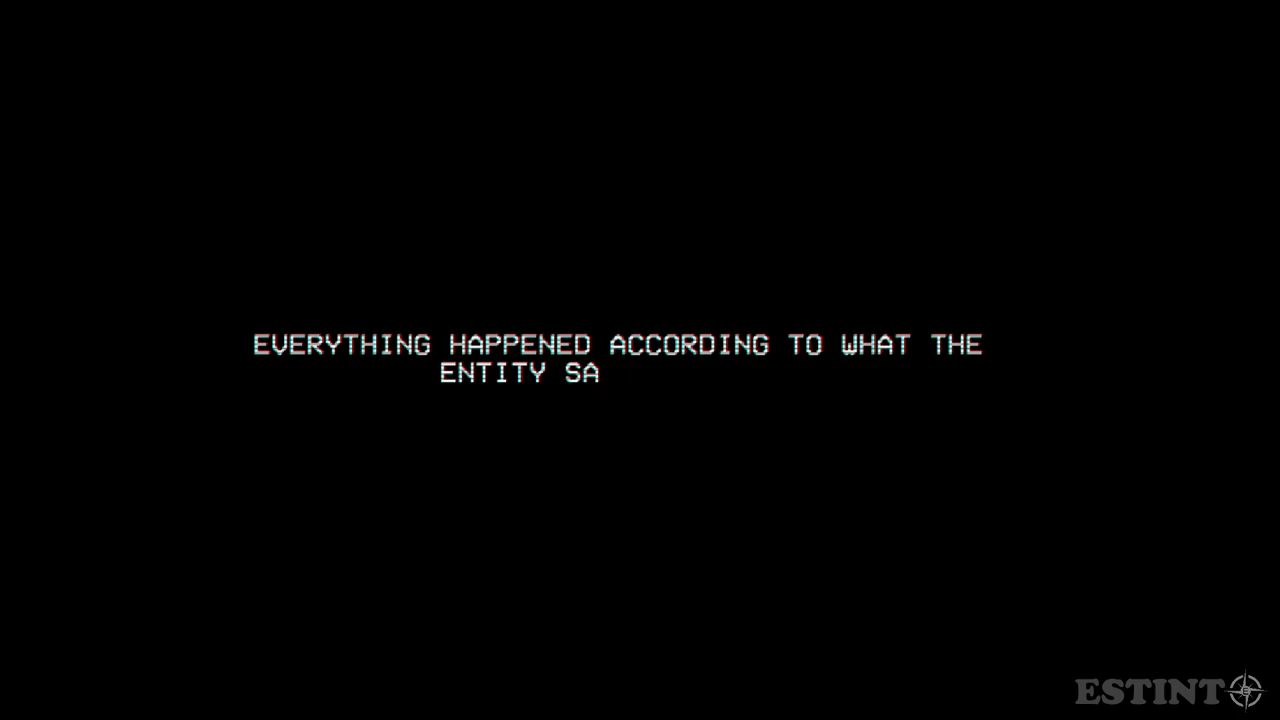 EVERYTHING HAPPENED ACCORDING TO WHAT THE
ENTITY SA
ESTINT